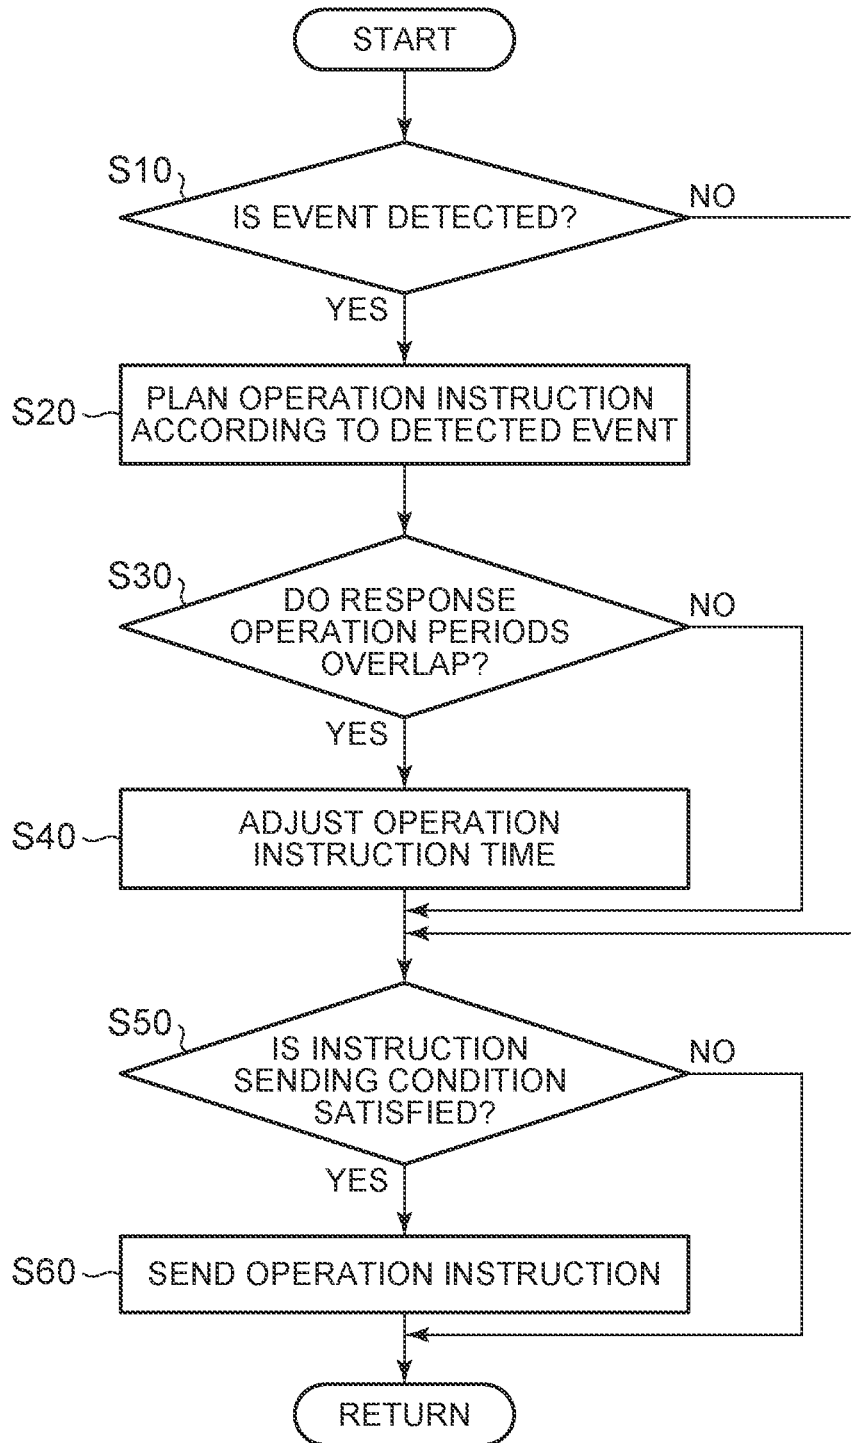 START
S10
IS EVENT DETECTED?
NO
YES
S20
PLAN OPERATION INSTRUCTION
ACCORDING TO DETECTED EVENT
S30
DO RESPONSE
OPERATION PERIODS
OVERLAP?
NO
YES
S40
ADJUST OPERATION
INSTRUCTION TIME
S50
IS INSTRUCTION
SENDING CONDITION
SATISFIED?
NO
YES
S60
SEND OPERATION INSTRUCTION
RETURN